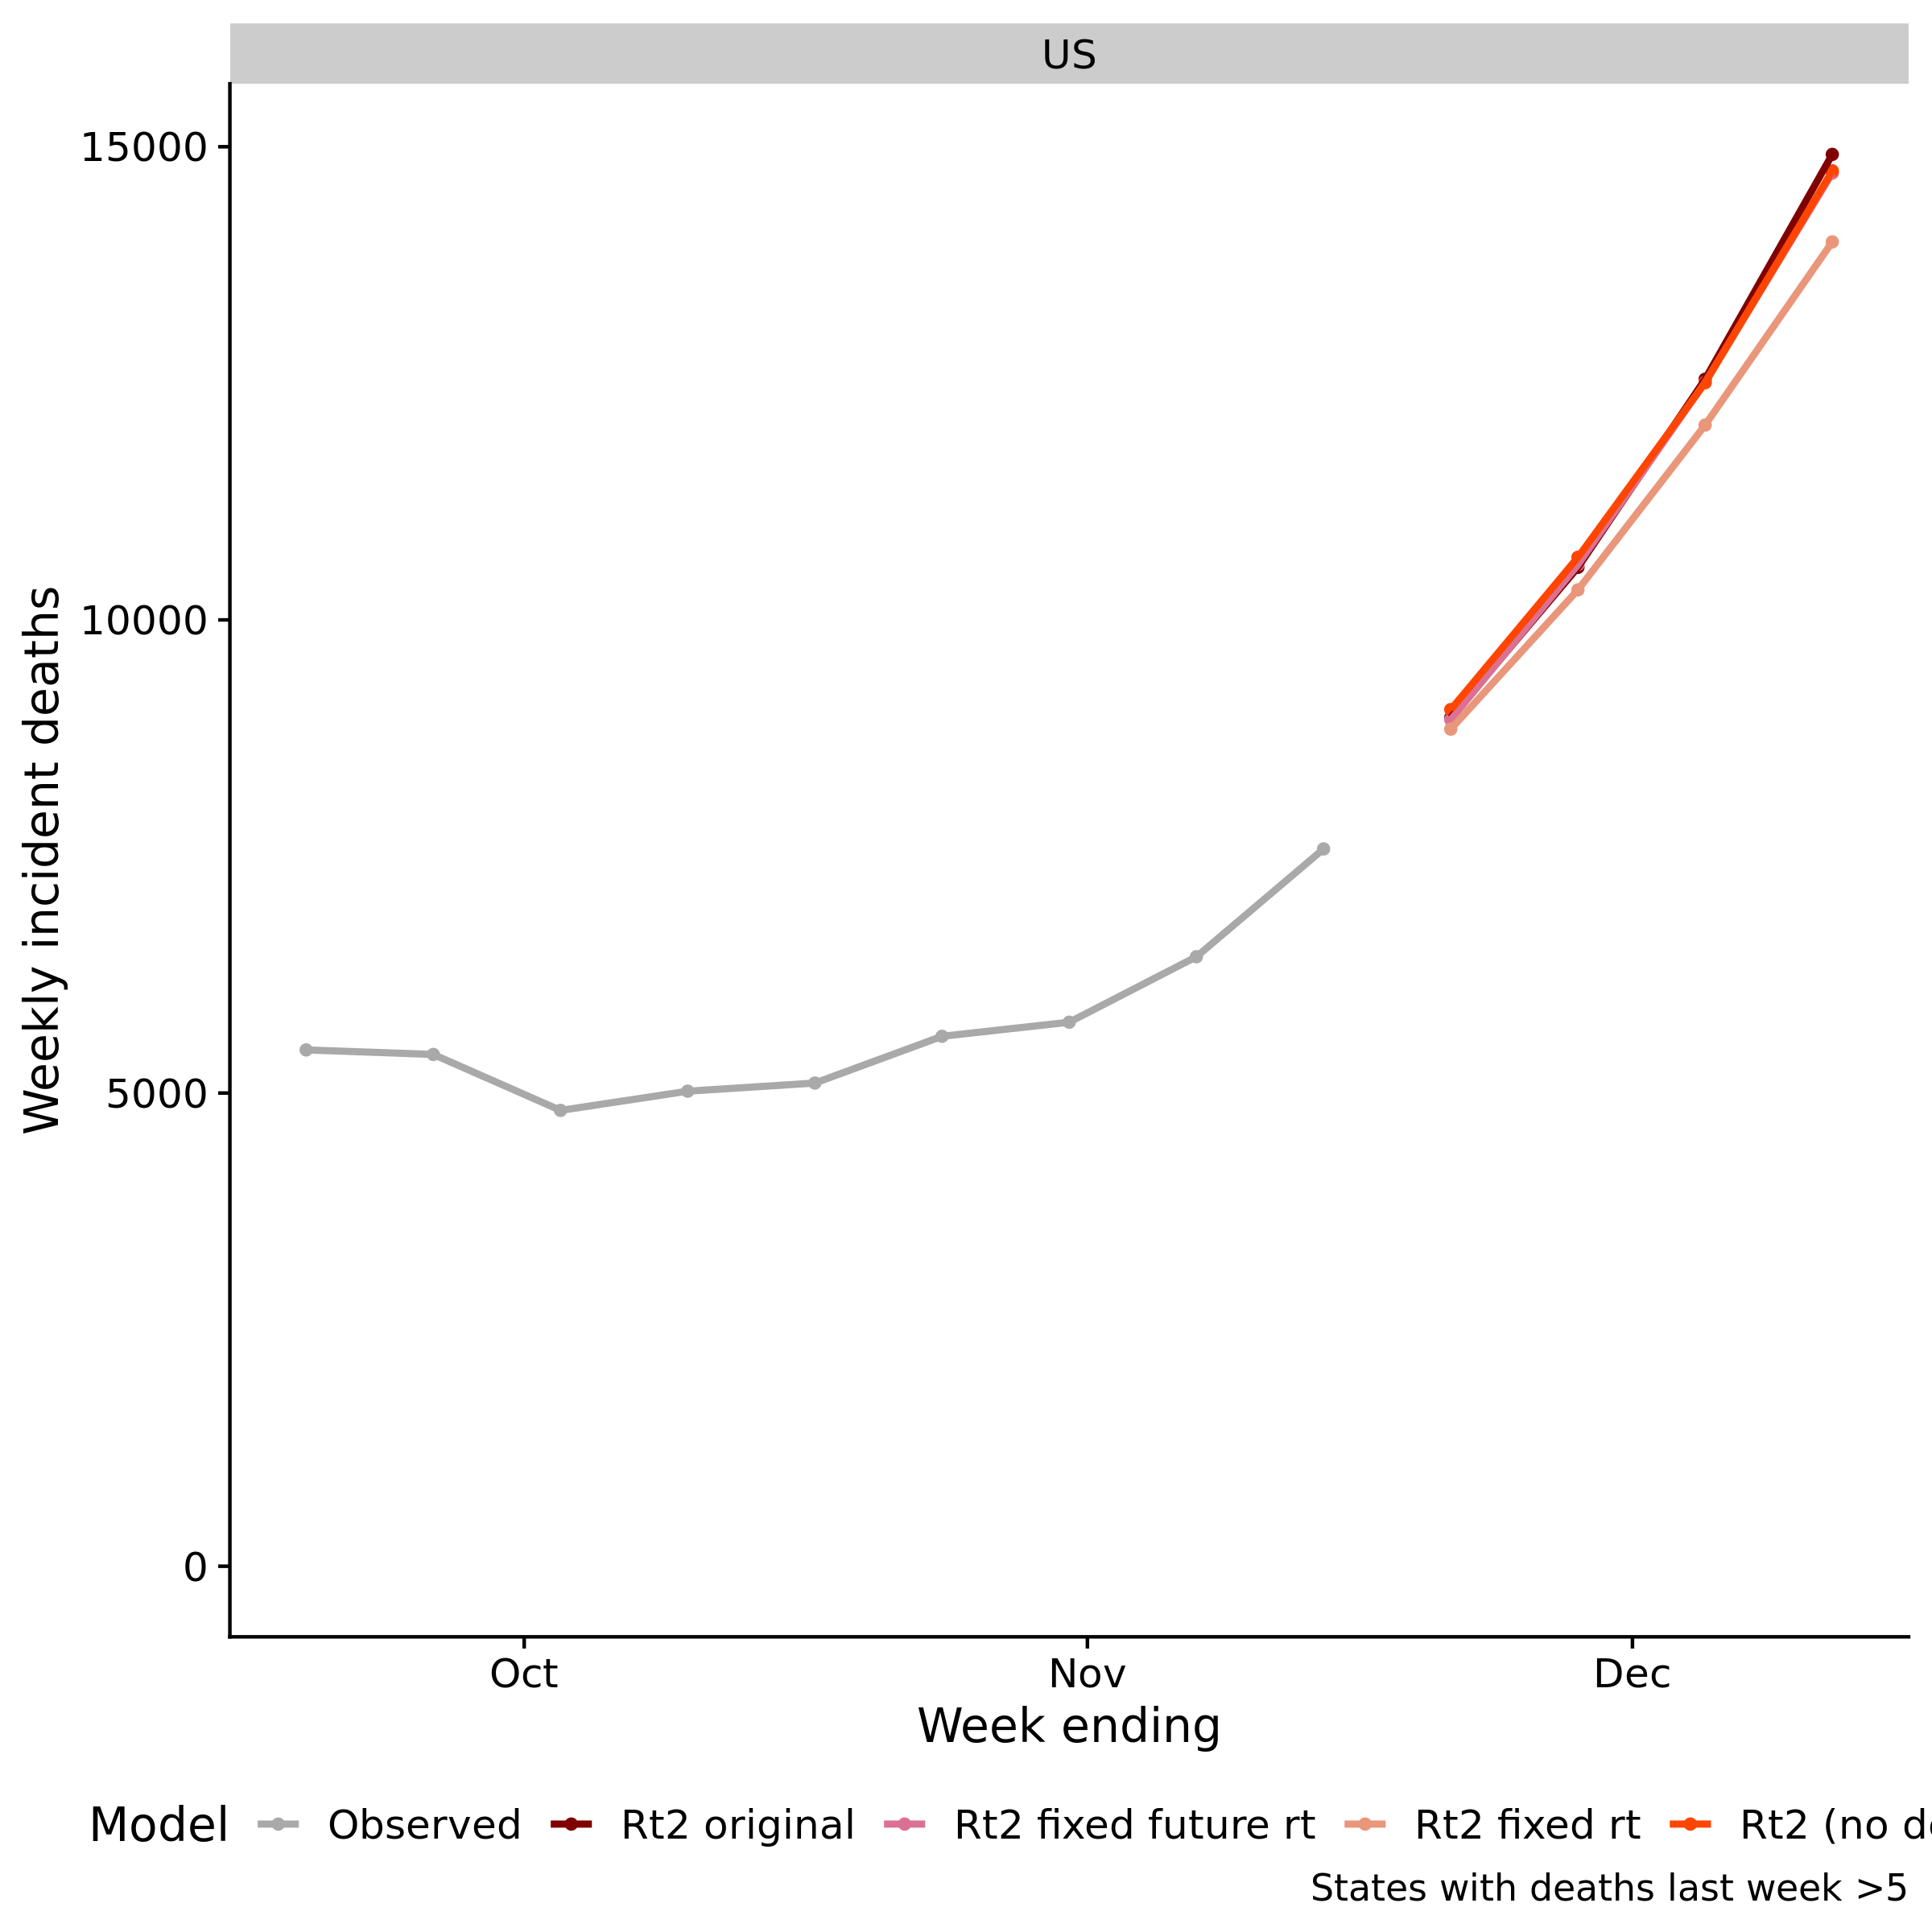 US
15000
10000
5000
0
Weekly incident deaths
Oct Nov Dec
Week ending
Model Observed Rt2 original Rt2 fixed future rt Rt2 fixed rt Rt2 (no
States with deaths last week >5